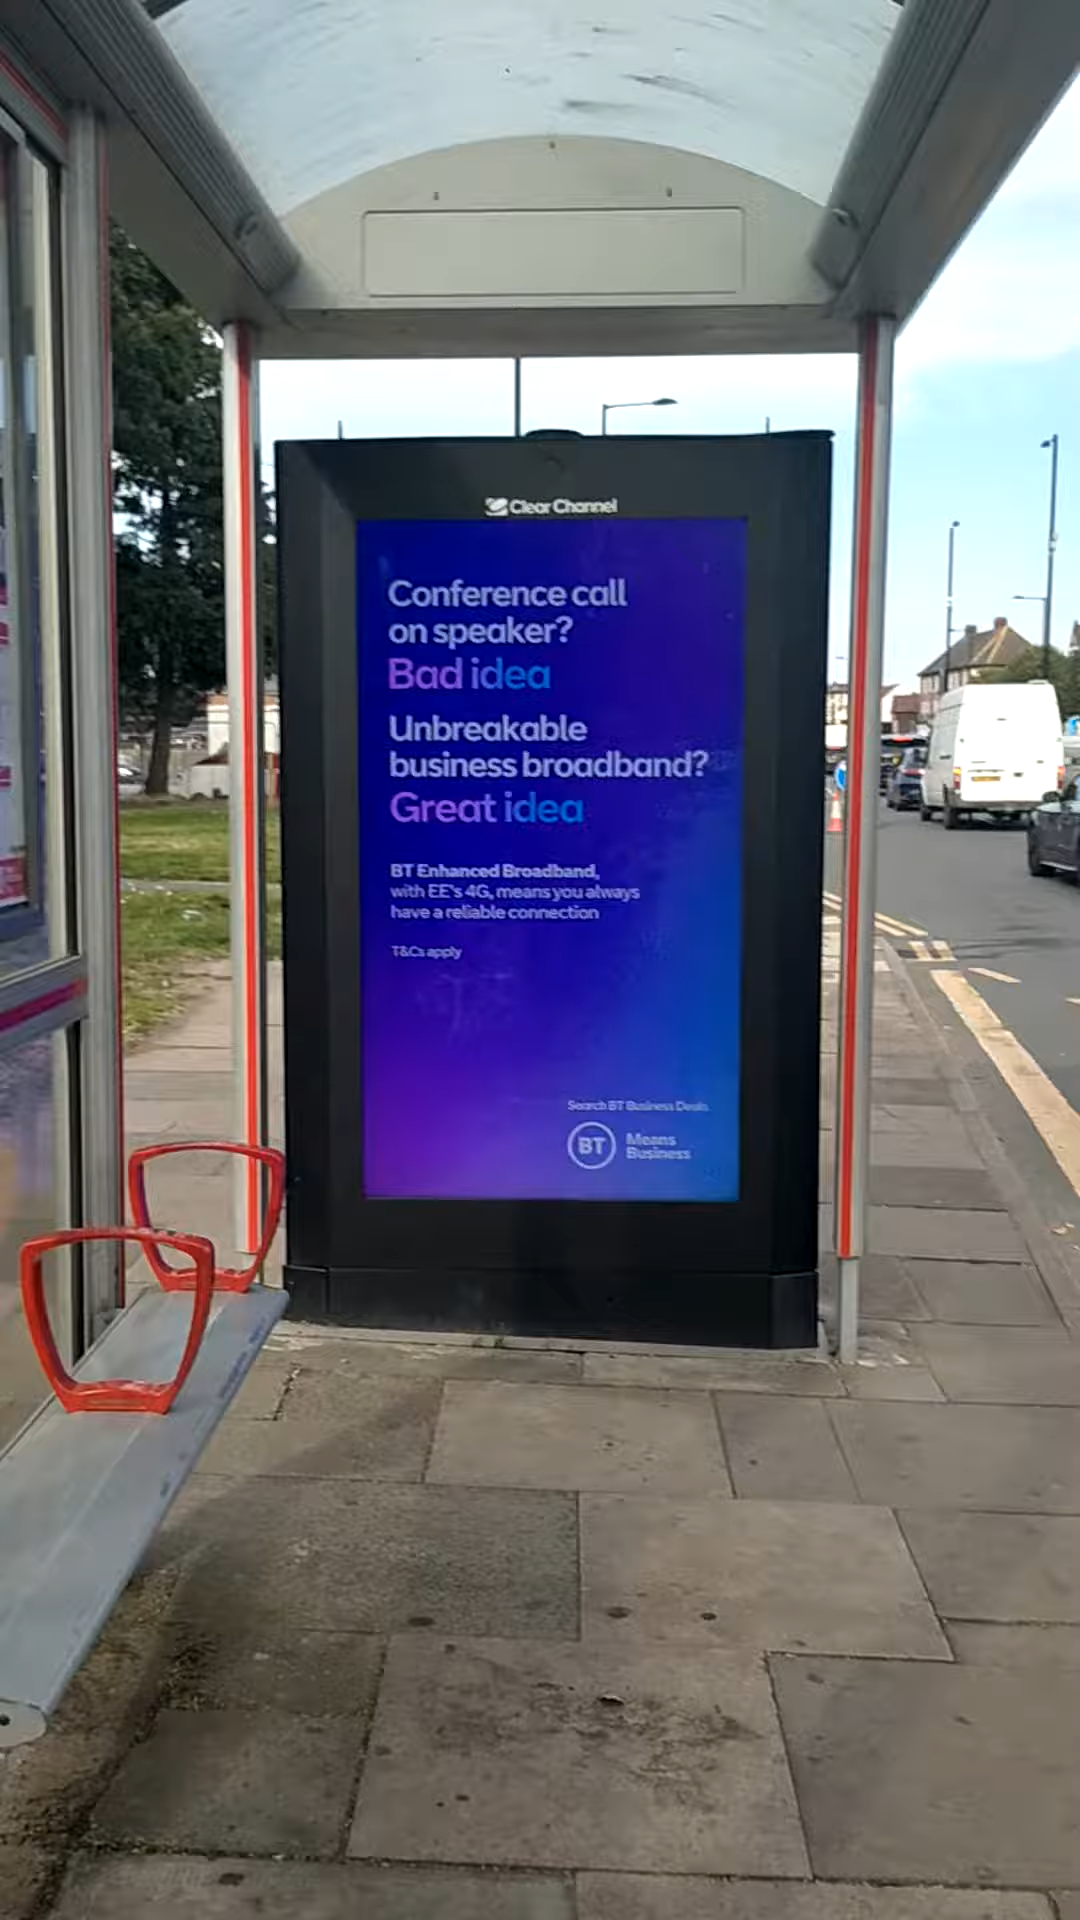 Clear Channel
Conference call
on speaker?
Bad idea
Unbreakable
business broadband?
Great idea
BT Enhanced Broadband,
with EE's 4G, means you always
have a reliable connection
T&Cs apply
Search BT Business Deals
BT
Means
Business